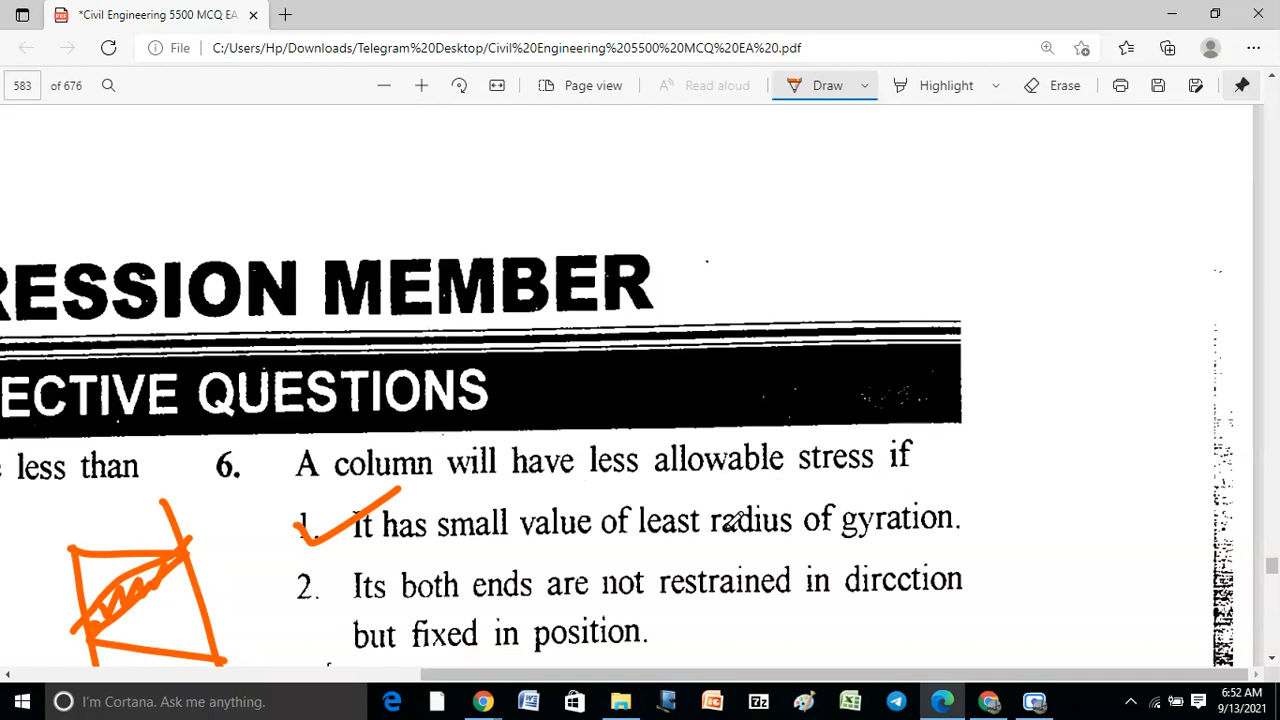 *Civil Engineering 5500 MCQ EA
File
C:/Users/Hp/Downloads/Telegram%20Desktop/Civil%20Engineering%205500%20MCQ%20EA%20.pdf
583 of 676
Page view
Read aloud
Draw
Highlight
Erase
RESSION MEMBER
ECTIVE QUESTIONS
less than
6. A column will have less allowable stress if
1. It has small value of least radius of gyration.
2. Its both ends are not restrained in direction
but fixed in position.
I'm Cortana. Ask me anything.
6:52 AM
9/13/2021